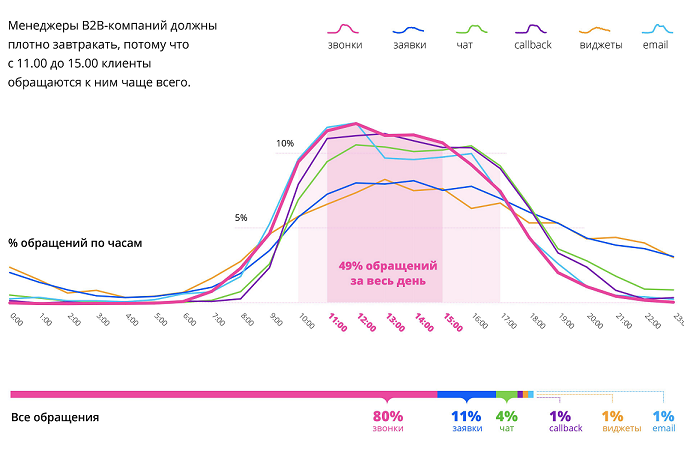 Менеджеры B2B-компаний должны
плотно завтракать, потому что
с 11.00 до 15.00 клиенты
обращаются к ним чаще всего.
звонки заявки чат callback виджеты email
10%
5%
% обращений по часам
49% обращений
за весь день
0:00 1:00 2:00 3:00 4:00 5:00 6:00 7:00 8:00 9:00 10:00 11:00 12:00 13:00 14:00 15:00 16:00 17:00 18:00 19:00 20:00 21:00 22:00 23:
Все обращения
80% 11% 4% 1% 1% 1%
звонки заявки чат callback виджеты email